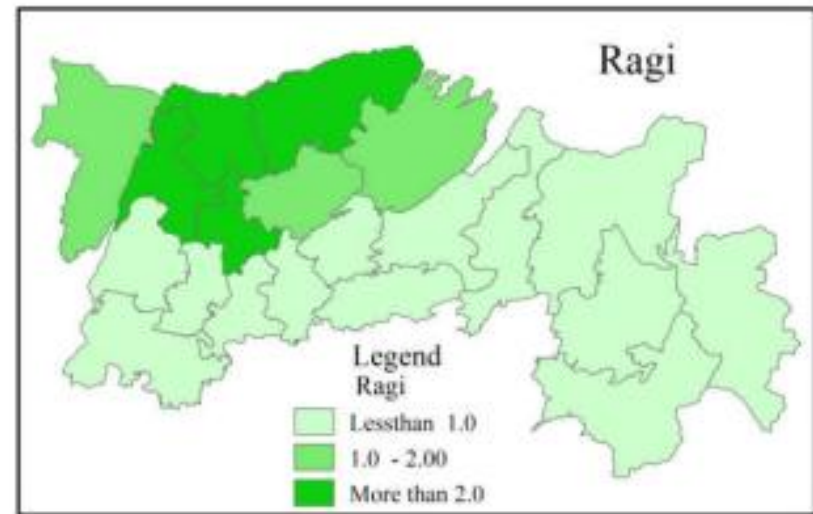 Ragi
Legend
Ragi
Lessthan 1.0
1.0 - 2.00
More than 2.0